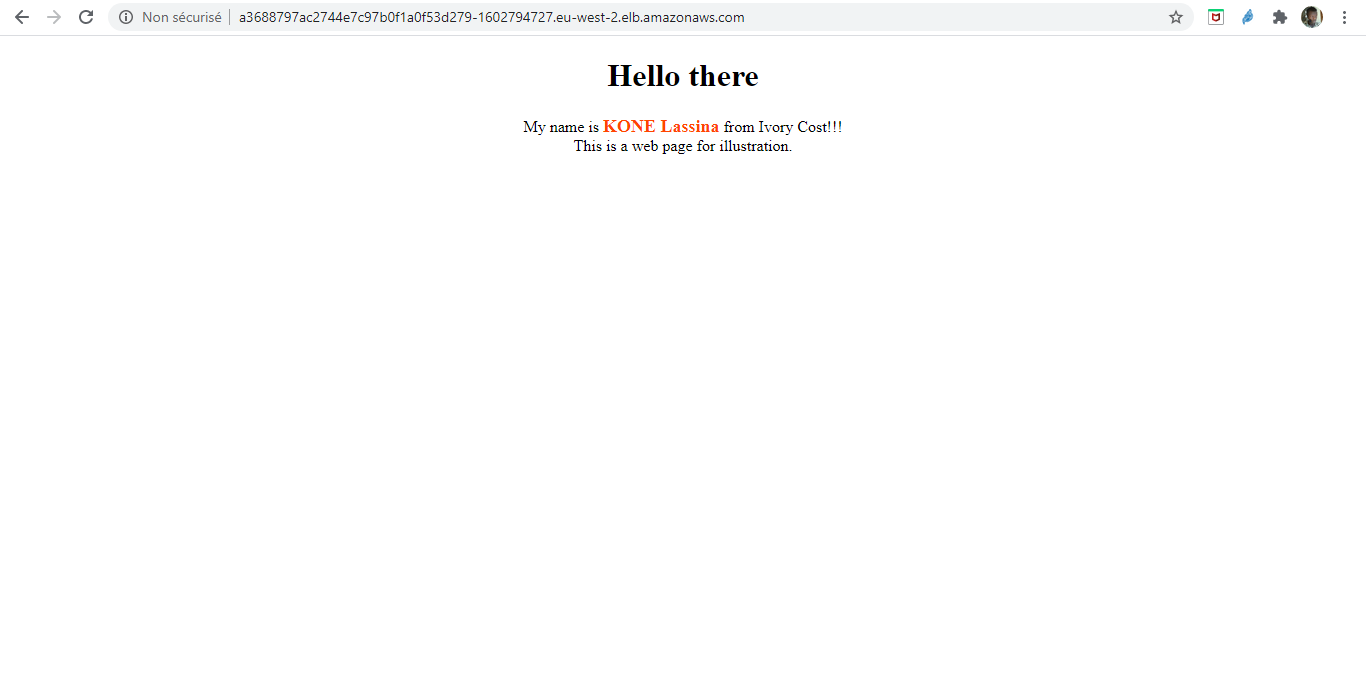 Non sécurisé a3688797ac2744e7c97b0f1a0f53d279-1602794727.eu-west-2.elb.amazonaws.com
Hello there
My name is KONE Lassina from Ivory Cost!!!
This is a web page for illustration.